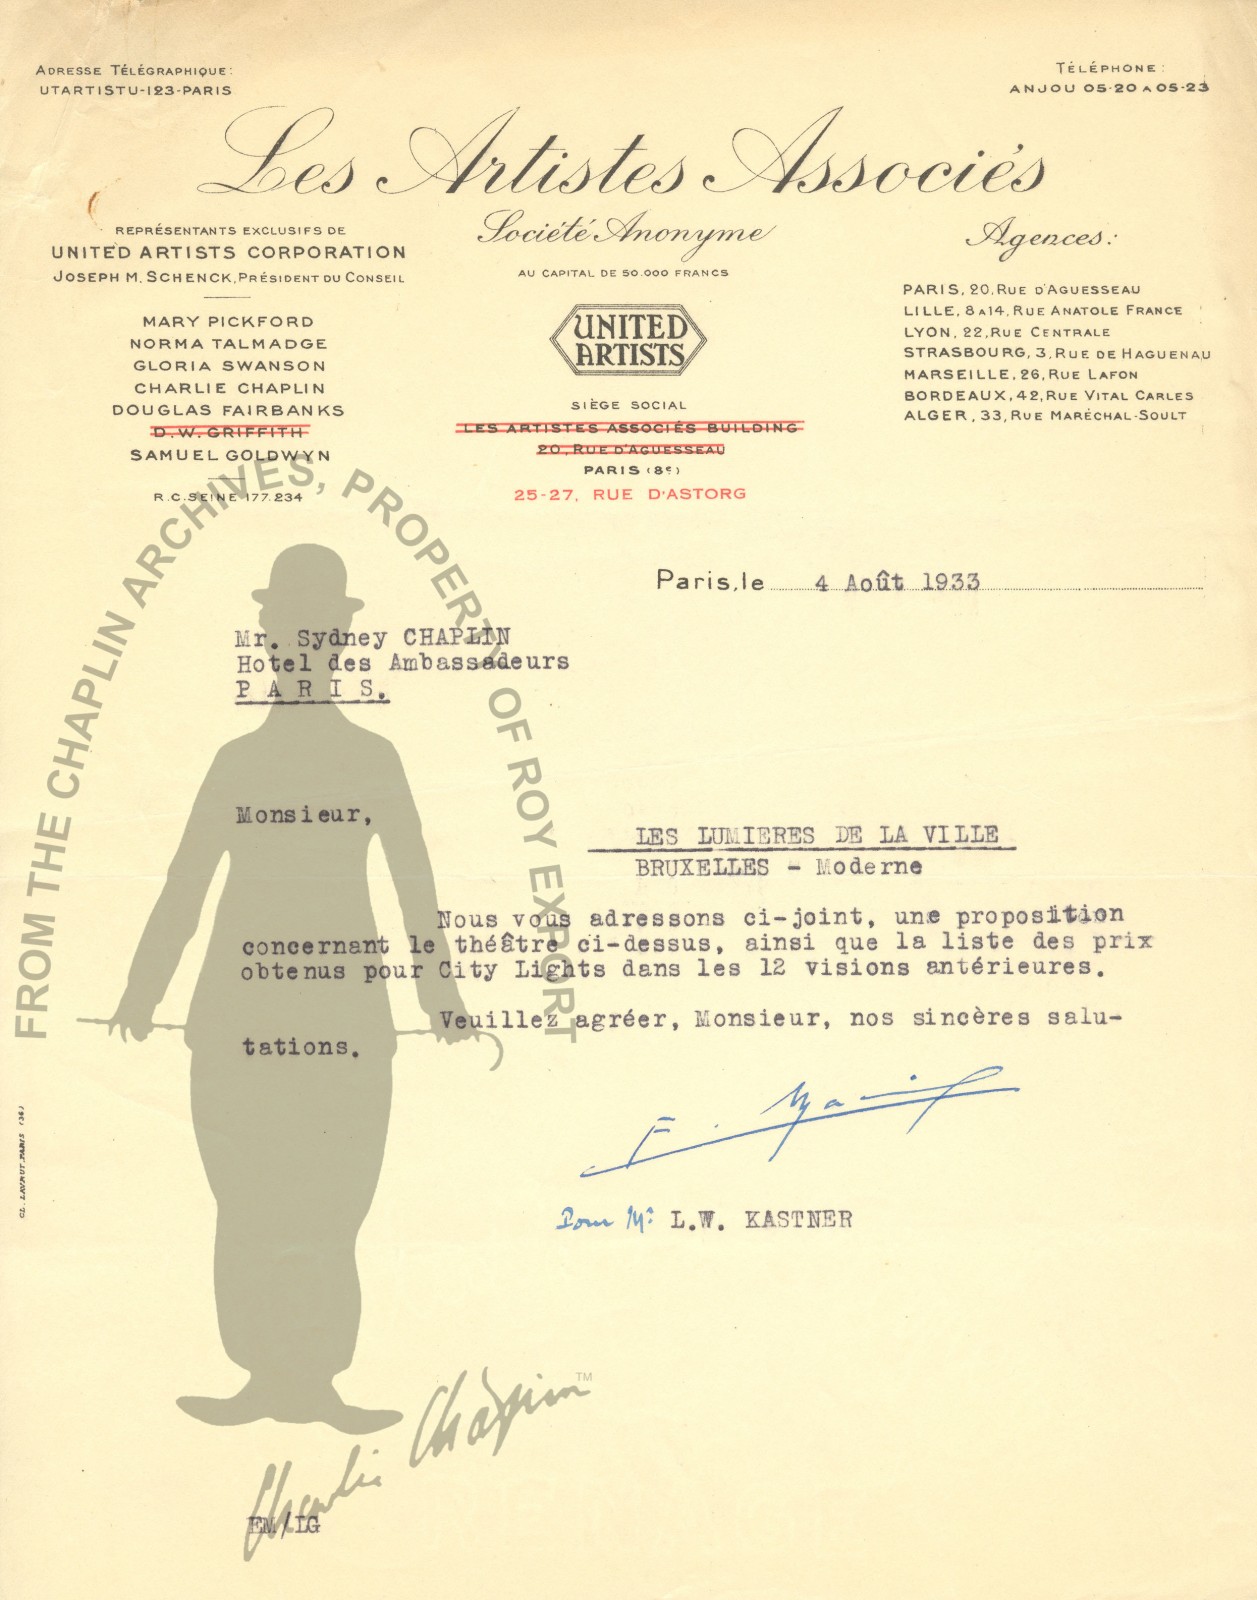 ADRESSE TÉLÉGRAPHIQUE:
UTARTISTU-123-PARIS
TÉLÉPHONE:
ANJOU 05-20 A 05-23
Les Artistes Associés
Société Anonyme
AU CAPITAL DE 50.000 FRANCS
REPRÉSENTANTS EXCLUSIFS DE
UNITED ARTISTS CORPORATION
JOSEPH M. SCHENCK, PRÉSIDENT DU CONSEIL
MARY PICKFORD
NORMA TALMADGE
GLORIA SWANSON
CHARLIE CHAPLIN
DOUGLAS FAIRBANKS
D. W. GRIFFITH
SAMUEL GOLDWYN
R.C. SEINE 177.234
UNITED
ARTISTS
SIÈGE SOCIAL
LES ARTISTES ASSOCIÉS BUILDING
20, RUE D'AGUESSEAU
PARIS (8e)
25-27, RUE D'ASTORG
Agences:
PARIS, 20, RUE D'AGUESSEAU
LILLE, 8 A 14, RUE ANATOLE FRANCE
LYON, 22, RUE CENTRALE
STRASBOURG, 3, RUE DE HAGUENAU
MARSEILLE, 26, RUE LAFON
BORDEAUX, 42, RUE VITAL CARLES
ALGER, 33, RUE MARÉCHAL-SOULT
Paris, le 4 Août 1933
Mr. Sydney CHAPLIN
Hotel des Ambassadeurs
P A R I S.
Monsieur,
LES LUMIERES DE LA VILLE
BRUXELLES - Moderne
Nous vous adressons ci-joint, une proposition
concernant le théâtre ci-dessus, ainsi que la liste des prix
obtenus pour City Lights dans les 12 visions antérieures.
Veuillez agréer, Monsieur, nos sincères salu-
tations.
Pour Mr L.W. KASTNER
EM/LG
CL. LAVRUT. PARIS (36)
FROM THE CHAPLIN ARCHIVES, PROPERTY OF ROY EXPORT
Charlie Chaplin TM